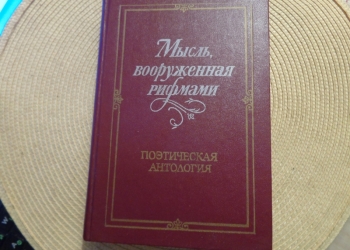 Мысль,
вооруженная
рифмами
ПОЭТИЧЕСКАЯ
АНТОЛОГИЯ